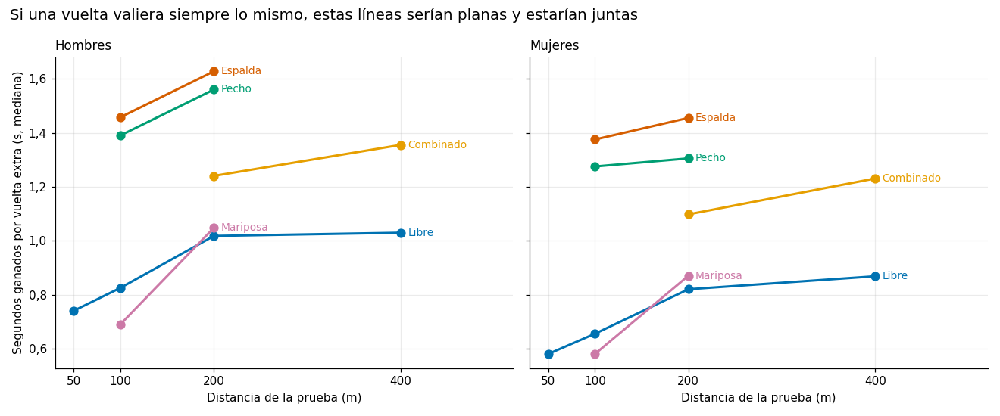 Si una vuelta valiera siempre lo mismo, estas líneas serían planas y estarían juntas
Hombres
Segundos ganados por vuelta extra (s, mediana)
1,6
1,4
1,2
1,0
0,8
0,6
Espalda
Pecho
Combinado
Mariposa
Libre
50
100
200
400
Distancia de la prueba (m)
Mujeres
Espalda
Pecho
Combinado
Mariposa
Libre
50
100
200
400
Distancia de la prueba (m)